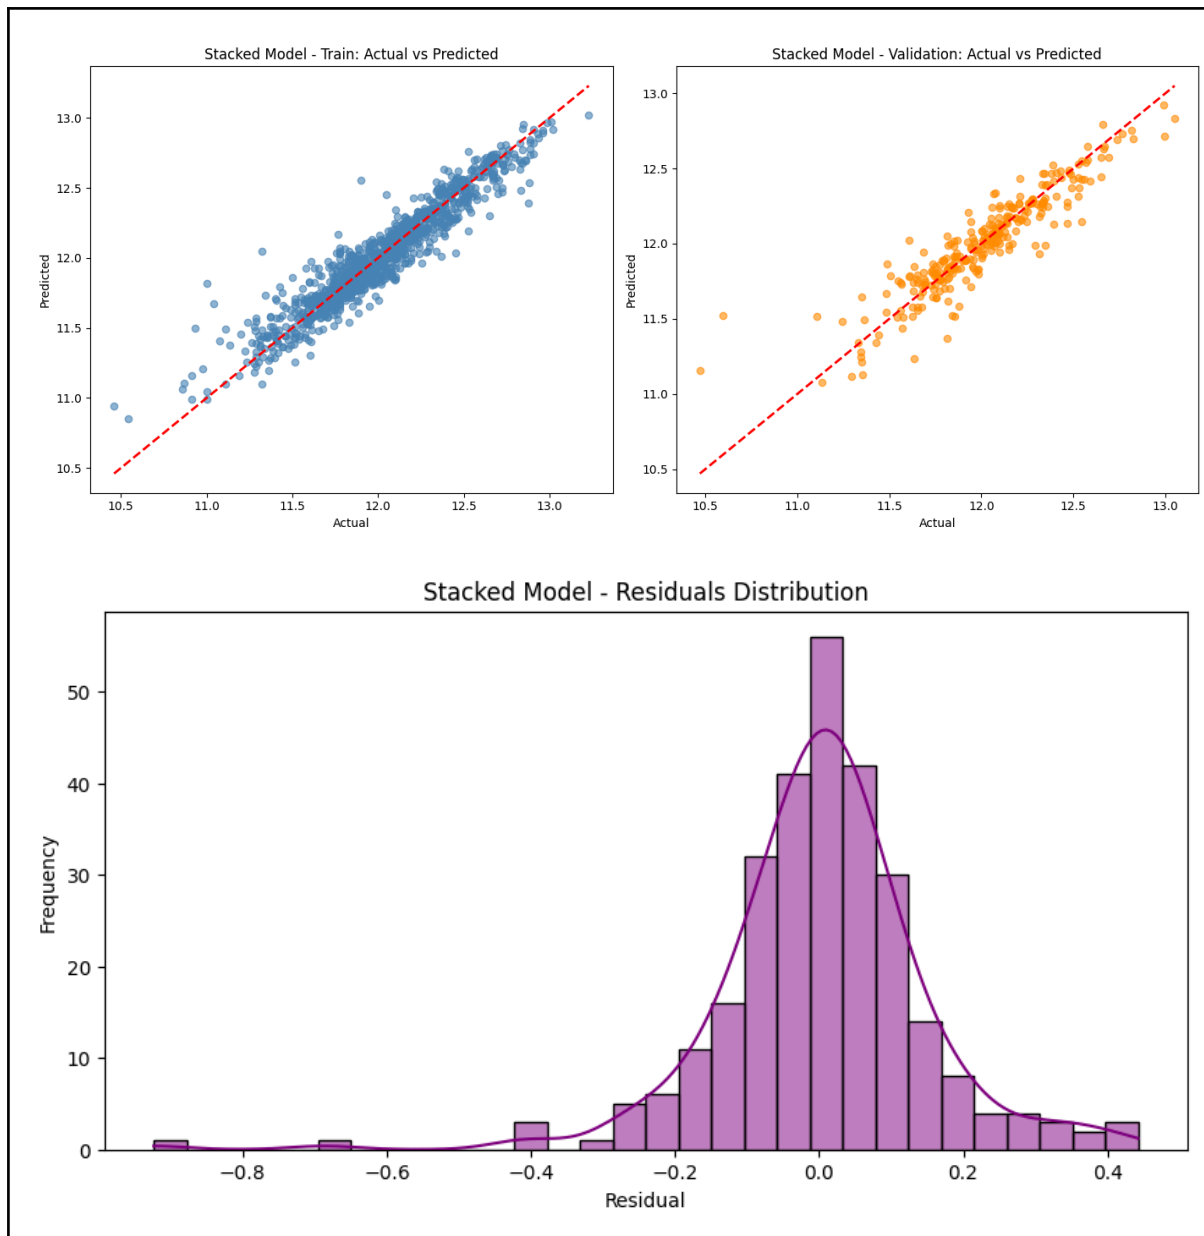 Stacked Model - Train: Actual vs Predicted
Predicted
13.0
12.5
12.0
11.5
11.0
10.5
10.5 11.0 11.5 12.0 12.5 13.0
Actual
Stacked Model - Validation: Actual vs Predicted
Predicted
13.0
12.5
12.0
11.5
11.0
10.5
10.5 11.0 11.5 12.0 12.5 13.0
Actual
Stacked Model - Residuals Distribution
Frequency
50
40
30
20
10
0
−0.8 −0.6 −0.4 −0.2 0.0 0.2 0.4
Residual